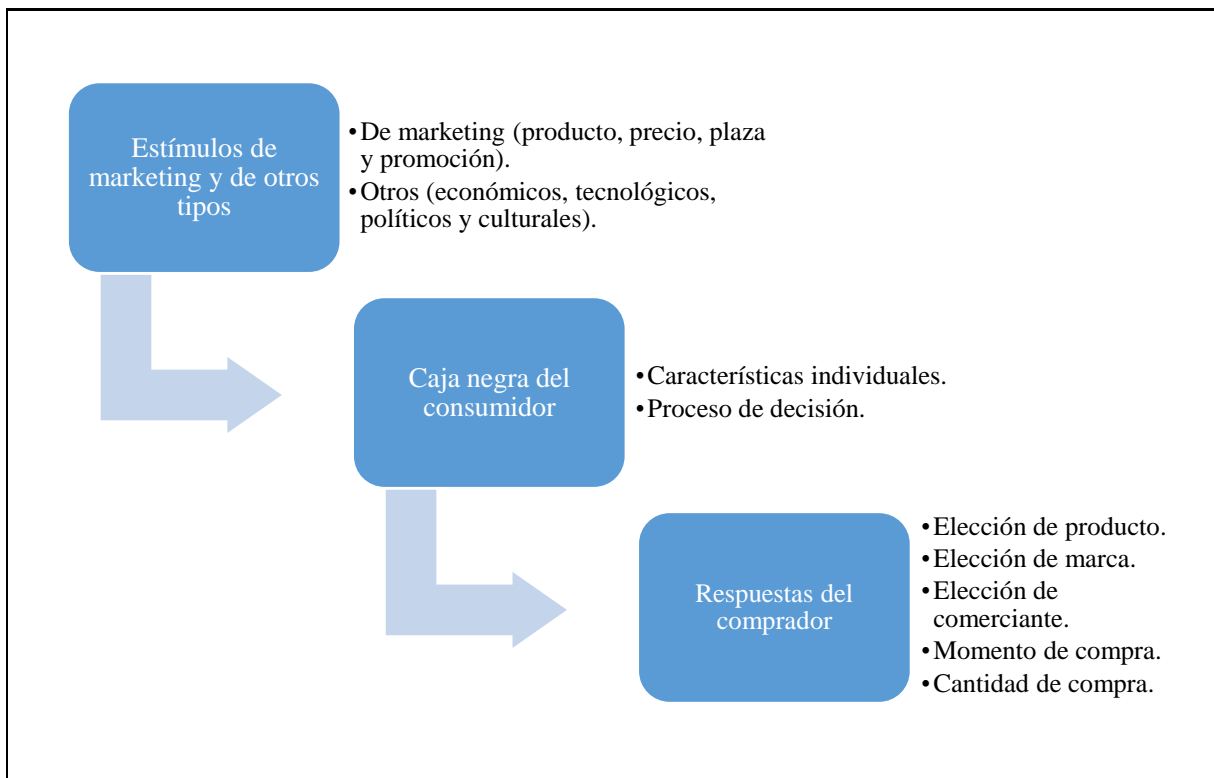 Estímulos de
marketing y de otros
tipos
•De marketing (producto, precio, plaza
y promoción).
•Otros (económicos, tecnológicos,
políticos y culturales).
Caja negra del
consumidor
•Características individuales.
•Proceso de decisión.
Respuestas del
comprador
•Elección de producto.
•Elección de marca.
•Elección de
comerciante.
•Momento de compra.
•Cantidad de compra.